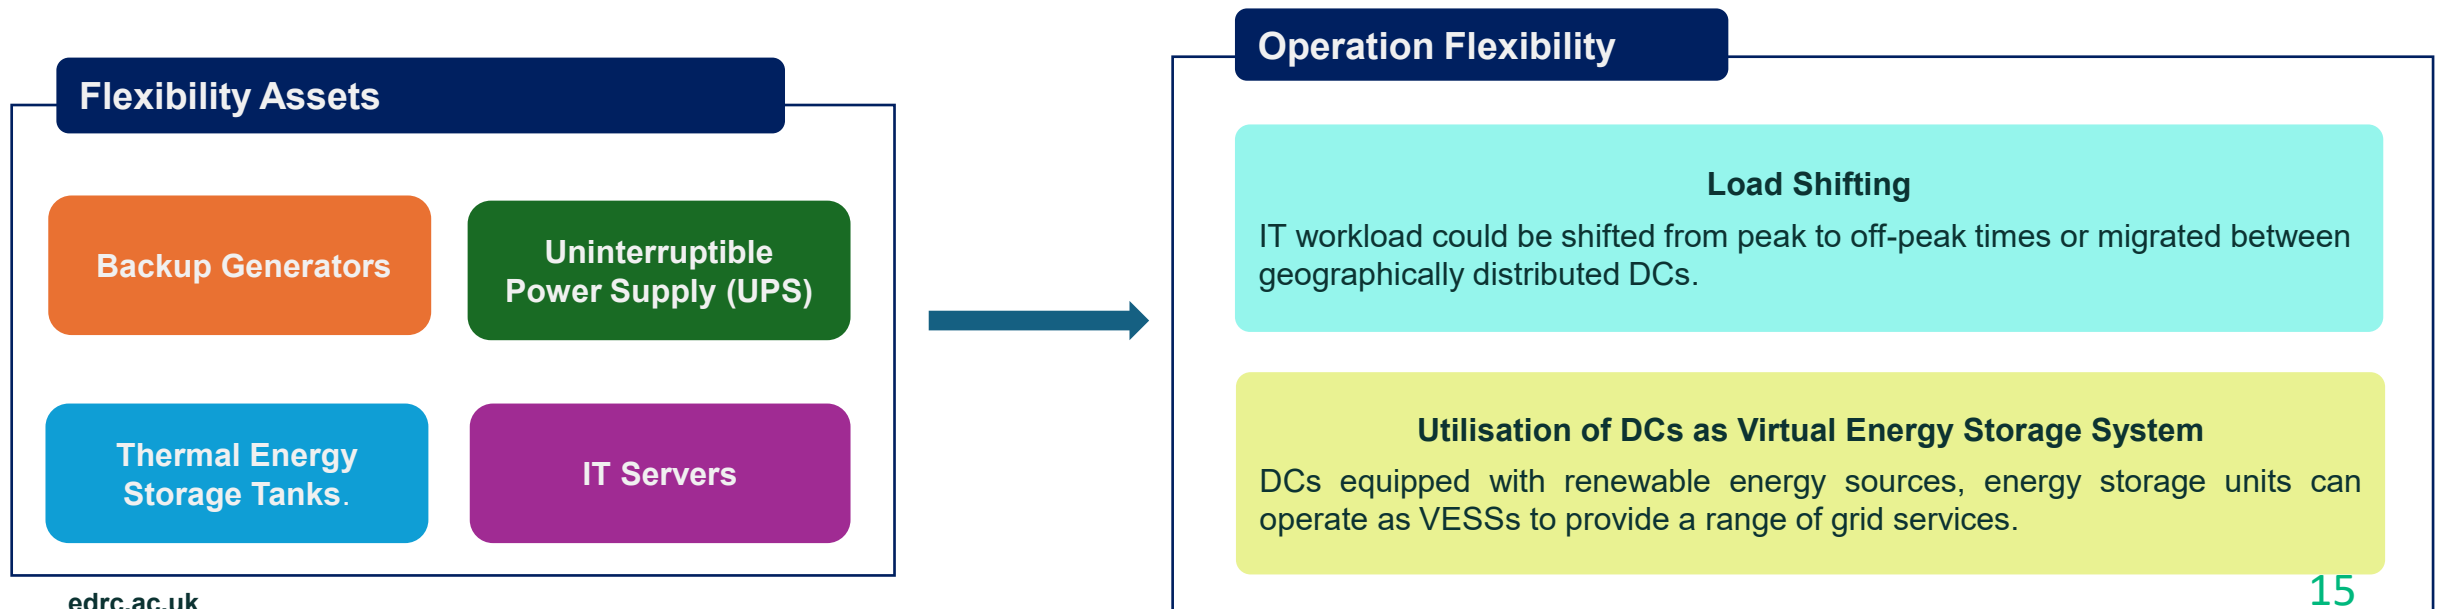 Flexibility Assets
Backup Generators
Uninterruptible
Power Supply (UPS)
Thermal Energy
Storage Tanks.
IT Servers
Operation Flexibility
Load Shifting
IT workload could be shifted from peak to off-peak times or migrated between
geographically distributed DCs.
Utilisation of DCs as Virtual Energy Storage System
DCs equipped with renewable energy sources, energy storage units can
operate as VESSs to provide a range of grid services.
edrc.ac.uk
15